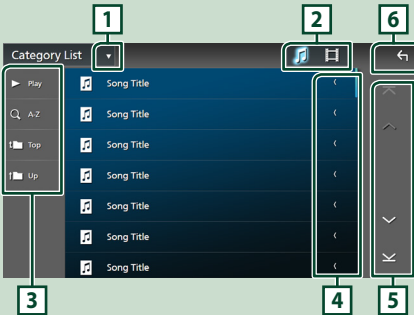 1 2 6
Category List
Play Song Title
A-Z Song Title
Top Song Title
Up Song Title
Song Title
Song Title
Song Title
3 4 5